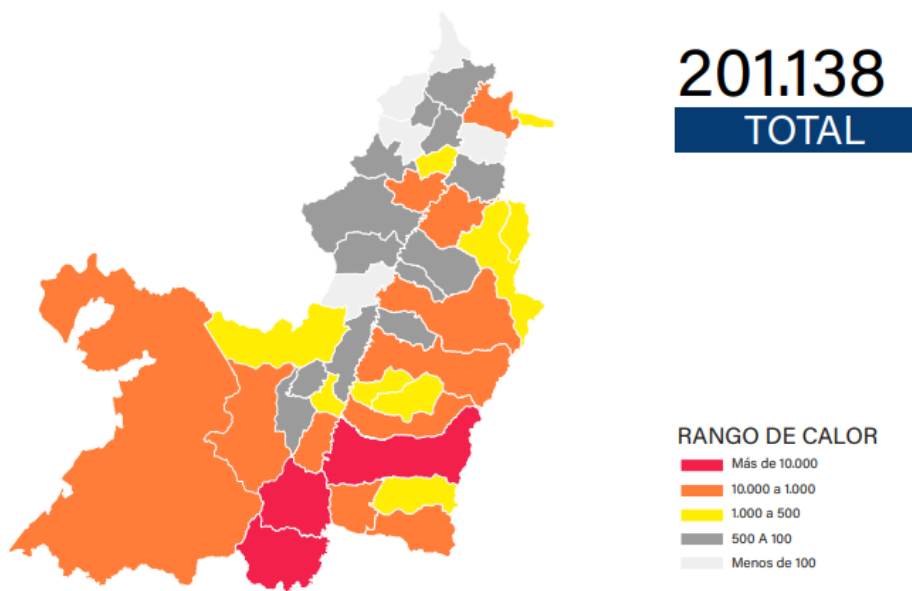 201.138
TOTAL
RANGO DE CALOR
Más de 10.000
10.000 a 1.000
1.000 a 500
500 A 100
Menos de 100